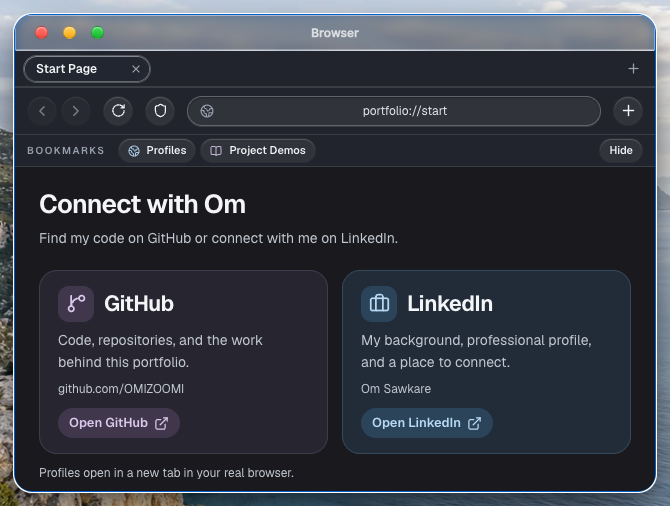 Browser
Start Page
portfolio://start
BOOKMARKS Profiles Project Demos Hide
Connect with Om
Find my code on GitHub or connect with me on LinkedIn.
GitHub
Code, repositories, and the work
behind this portfolio.
github.com/OMIZOOMI
Open GitHub
LinkedIn
My background, professional profile,
and a place to connect.
Om Sawkare
Open LinkedIn
Profiles open in a new tab in your real browser.